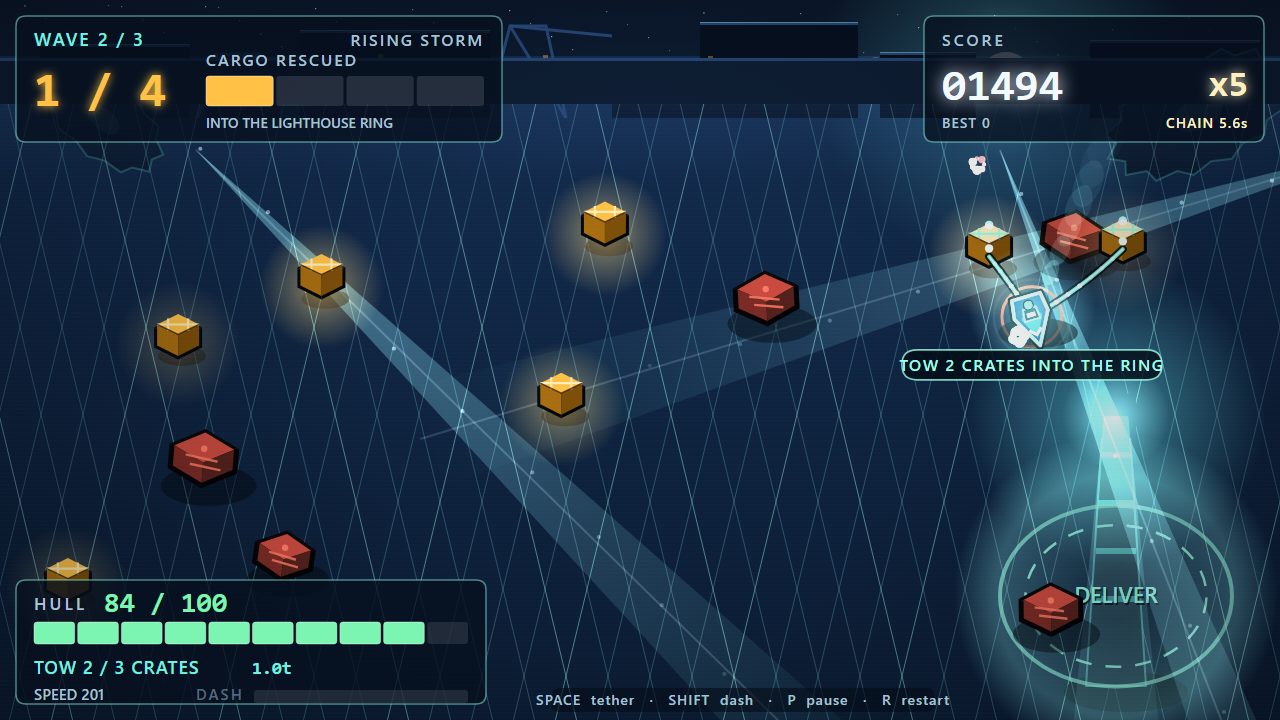 WAVE 2 / 3
RISING STORM
1 / 4
CARGO RESCUED
INTO THE LIGHTHOUSE RING
SCORE
01494
x5
BEST 0
CHAIN 5.6s
TOW 2 CRATES INTO THE RING
DELIVER
HULL 84 / 100
TOW 2 / 3 CRATES 1.0t
SPEED 201 DASH
SPACE tether · SHIFT dash · P pause · R restart